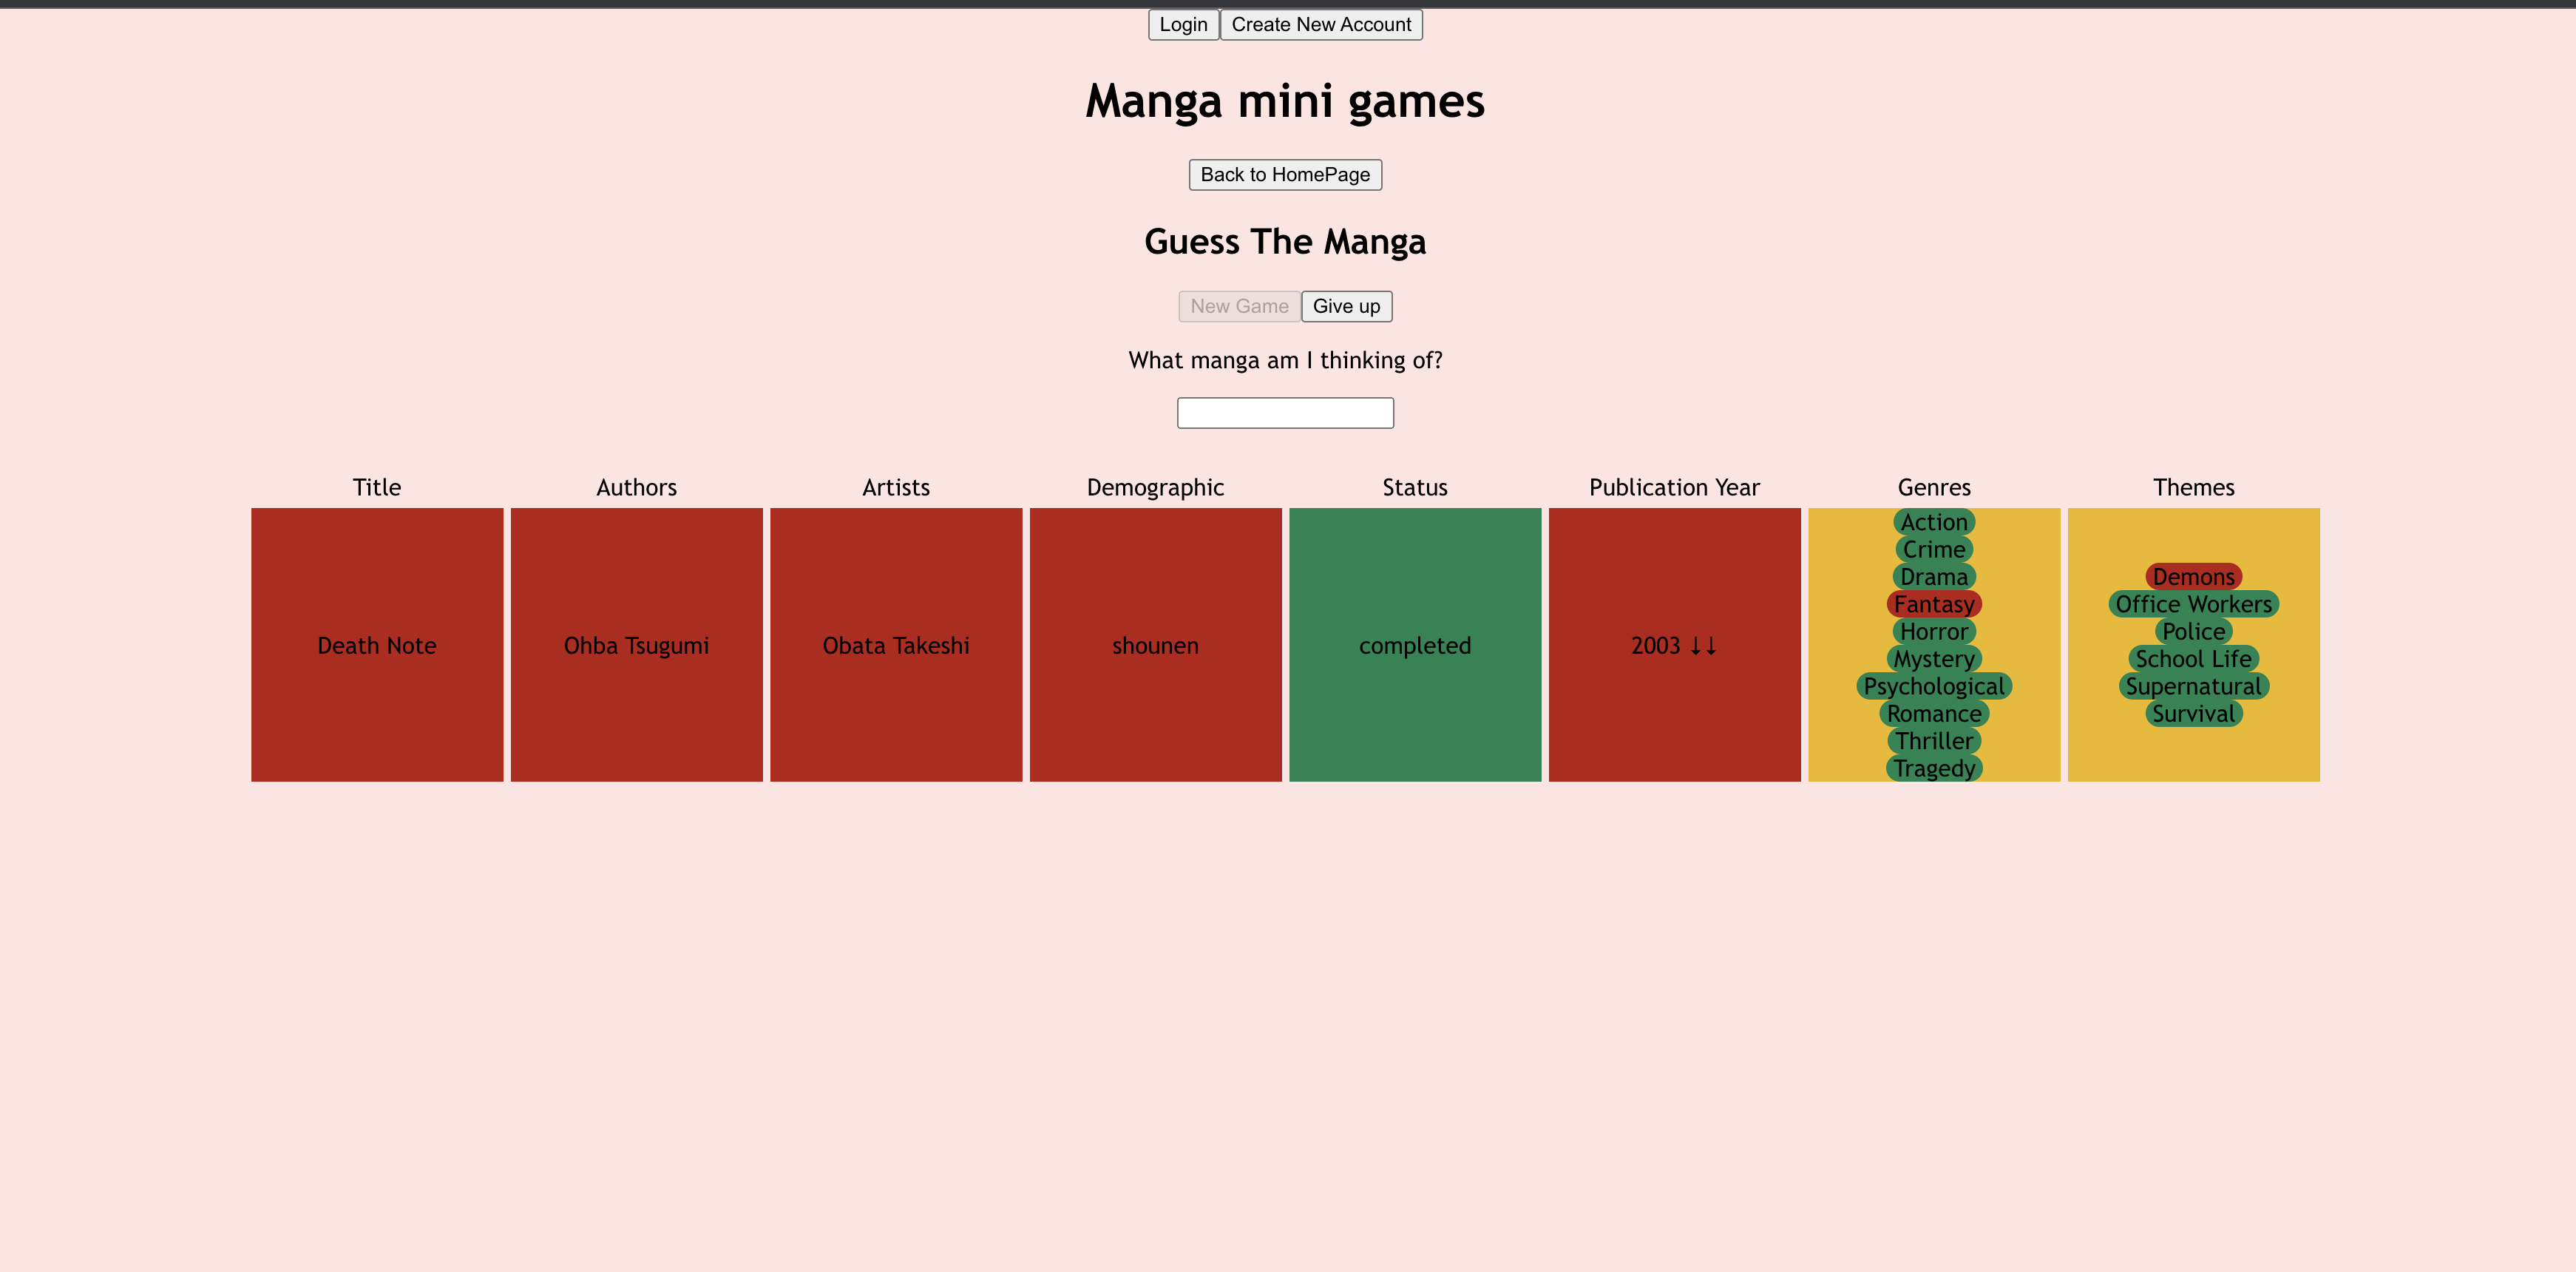 Login Create New Account
Manga mini games
Back to HomePage
Guess The Manga
New Game Give up
What manga am I thinking of?
Title Authors Artists Demographic Status Publication Year Genres Themes
Death Note
Ohba Tsugumi
Obata Takeshi
shounen
completed
2003 ↓↓
Action
Crime
Drama
Fantasy
Horror
Mystery
Psychological
Romance
Thriller
Tragedy
Demons
Office Workers
Police
School Life
Supernatural
Survival